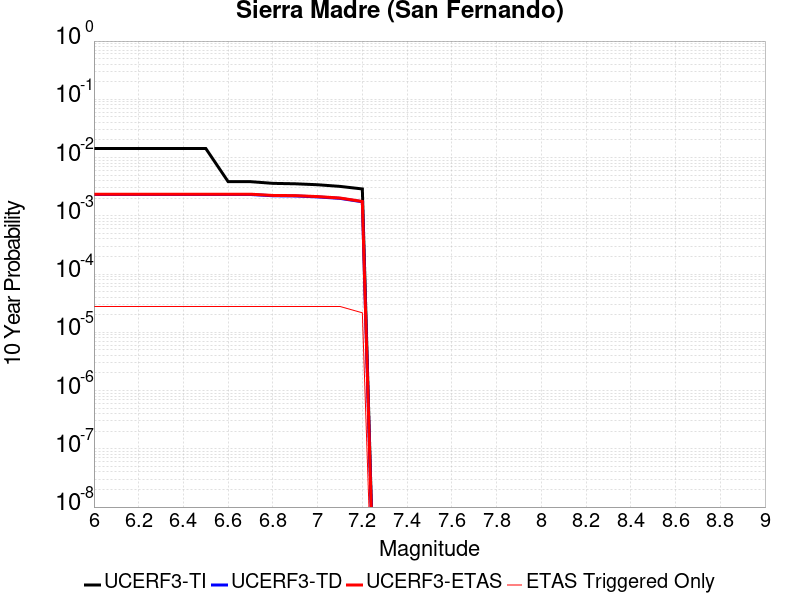 Sierra Madre (San Fernando)
10^0
10^-1
10^-2
10^-3
10^-4
10^-5
10^-6
10^-7
10^-8
10 Year Probability
6 6.2 6.4 6.6 6.8 7 7.2 7.4 7.6 7.8 8 8.2 8.4 8.6 8.8 9
Magnitude
UCERF3-TI UCERF3-TD UCERF3-ETAS ETAS Triggered Only